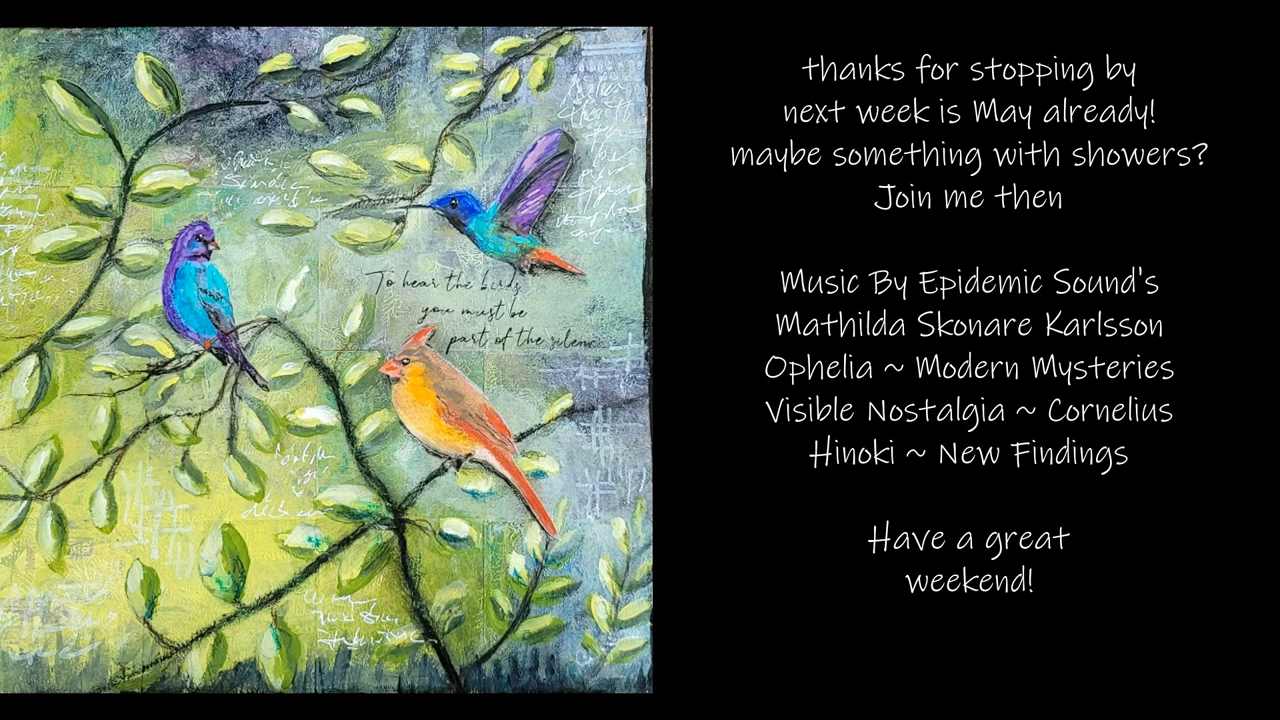 To hear the birds
you must be
part of the silence
thanks for stopping by
next week is May already!
maybe something with showers?
Join me then
Music By Epidemic Sound's
Mathilda Skonare Karlsson
Ophelia ~ Modern Mysteries
Visible Nostalgia ~ Cornelius
Hinoki ~ New Findings
Have a great
weekend!